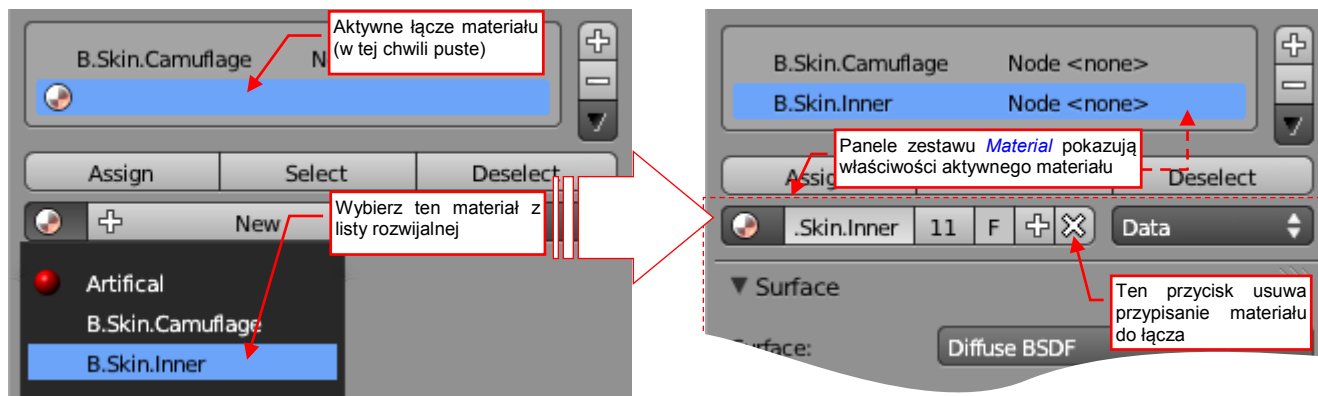 Aktywne łącze materiału
(w tej chwili puste)
B.Skin.Camuflage N
Assign Select Deselect
New
Wybierz ten materiał z
listy rozwijalnej
Artifical
B.Skin.Camuflage
B.Skin.Inner
B.Skin.Camuflage Node <none>
B.Skin.Inner Node <none>
Panele zestawu Material pokazują
właściwości aktywnego materiału
Assig Deselect
.Skin.Inner 11 F Data
Surface
Ten przycisk usuwa
przypisanie materiału
do łącza
Surface: Diffuse BSDF